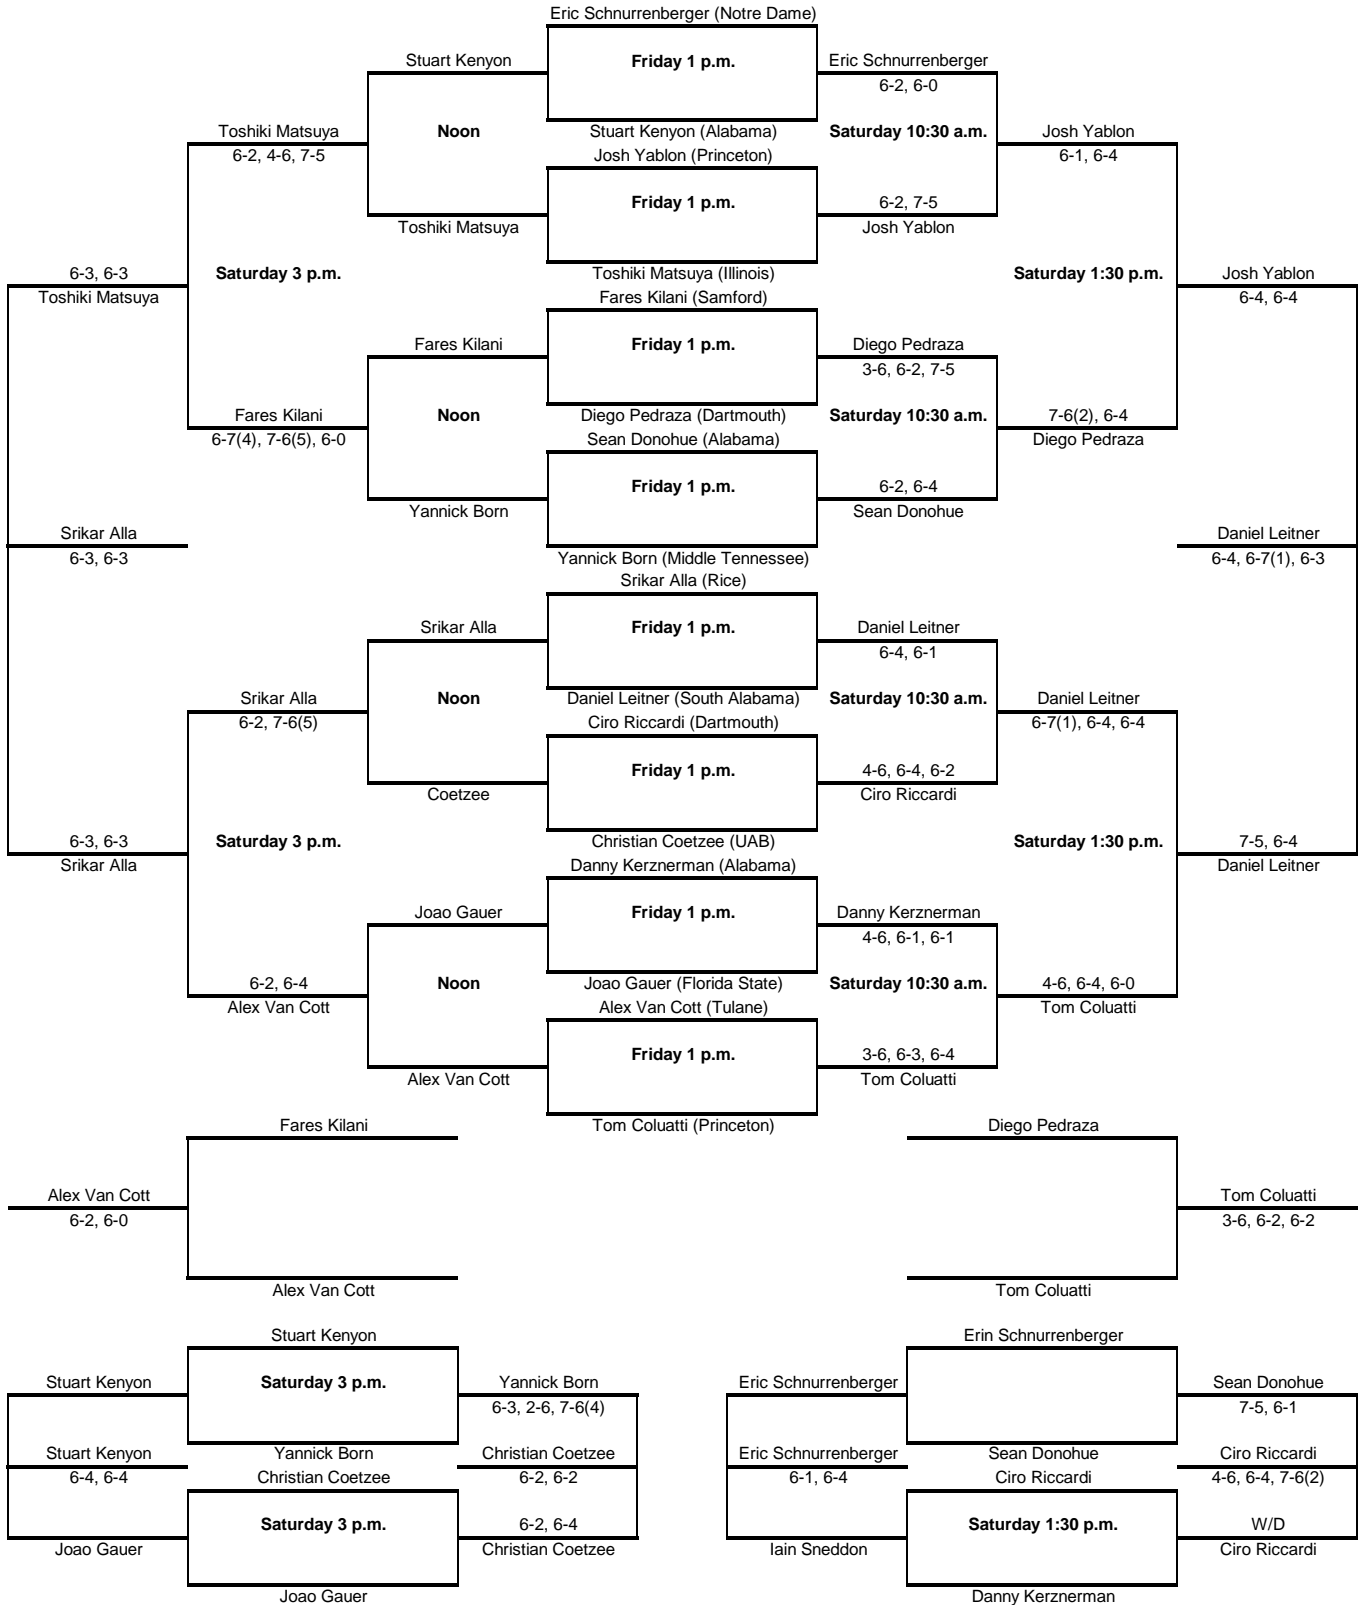 Eric Schnurrenberger (Notre Dame)
Stuart Kenyon
Friday 1 p.m.
Eric Schnurrenberger
6-2, 6-0
Toshiki Matsuya
Noon
Stuart Kenyon (Alabama)
Saturday 10:30 a.m.
Josh Yablon
6-2, 4-6, 7-5
Josh Yablon (Princeton)
6-1, 6-4
Friday 1 p.m.
6-2, 7-5
Toshiki Matsuya
Josh Yablon
6-3, 6-3
Saturday 3 p.m.
Toshiki Matsuya (Illinois)
Saturday 1:30 p.m.
Josh Yablon
Toshiki Matsuya
Fares Kilani (Samford)
6-4, 6-4
Fares Kilani
Friday 1 p.m.
Diego Pedraza
3-6, 6-2, 7-5
Fares Kilani
Noon
Diego Pedraza (Dartmouth)
Saturday 10:30 a.m.
7-6(2), 6-4
6-7(4), 7-6(5), 6-0
Sean Donohue (Alabama)
Diego Pedraza
Friday 1 p.m.
6-2, 6-4
Yannick Born
Sean Donohue
Srikar Alla
Daniel Leitner
6-3, 6-3
Yannick Born (Middle Tennessee)
6-4, 6-7(1), 6-3
Srikar Alla (Rice)
Srikar Alla
Friday 1 p.m.
Daniel Leitner
6-4, 6-1
Srikar Alla
Noon
Daniel Leitner (South Alabama)
Saturday 10:30 a.m.
Daniel Leitner
6-2, 7-6(5)
Ciro Riccardi (Dartmouth)
6-7(1), 6-4, 6-4
Friday 1 p.m.
4-6, 6-4, 6-2
Coetzee
Ciro Riccardi
6-3, 6-3
Saturday 3 p.m.
Christian Coetzee (UAB)
Saturday 1:30 p.m.
7-5, 6-4
Srikar Alla
Danny Kerznerman (Alabama)
Daniel Leitner
Joao Gauer
Friday 1 p.m.
Danny Kerznerman
4-6, 6-1, 6-1
6-2, 6-4
Noon
Joao Gauer (Florida State)
Saturday 10:30 a.m.
4-6, 6-4, 6-0
Alex Van Cott
Alex Van Cott (Tulane)
Tom Coluatti
Friday 1 p.m.
3-6, 6-3, 6-4
Alex Van Cott
Tom Coluatti
Fares Kilani
Tom Coluatti (Princeton)
Diego Pedraza
Alex Van Cott
Tom Coluatti
6-2, 6-0
3-6, 6-2, 6-2
Alex Van Cott
Tom Coluatti
Stuart Kenyon
Erin Schnurrenberger
Stuart Kenyon
Saturday 3 p.m.
Yannick Born
Eric Schnurrenberger
Sean Donohue
6-3, 2-6, 7-6(4)
7-5, 6-1
Stuart Kenyon
Yannick Born
Christian Coetzee
Eric Schnurrenberger
Sean Donohue
Ciro Riccardi
6-4, 6-4
Christian Coetzee
6-2, 6-2
6-1, 6-4
Ciro Riccardi
4-6, 6-4, 7-6(2)
Saturday 3 p.m.
6-2, 6-4
Saturday 1:30 p.m.
W/D
Joao Gauer
Christian Coetzee
Iain Sneddon
Ciro Riccardi
Joao Gauer
Danny Kerznerman